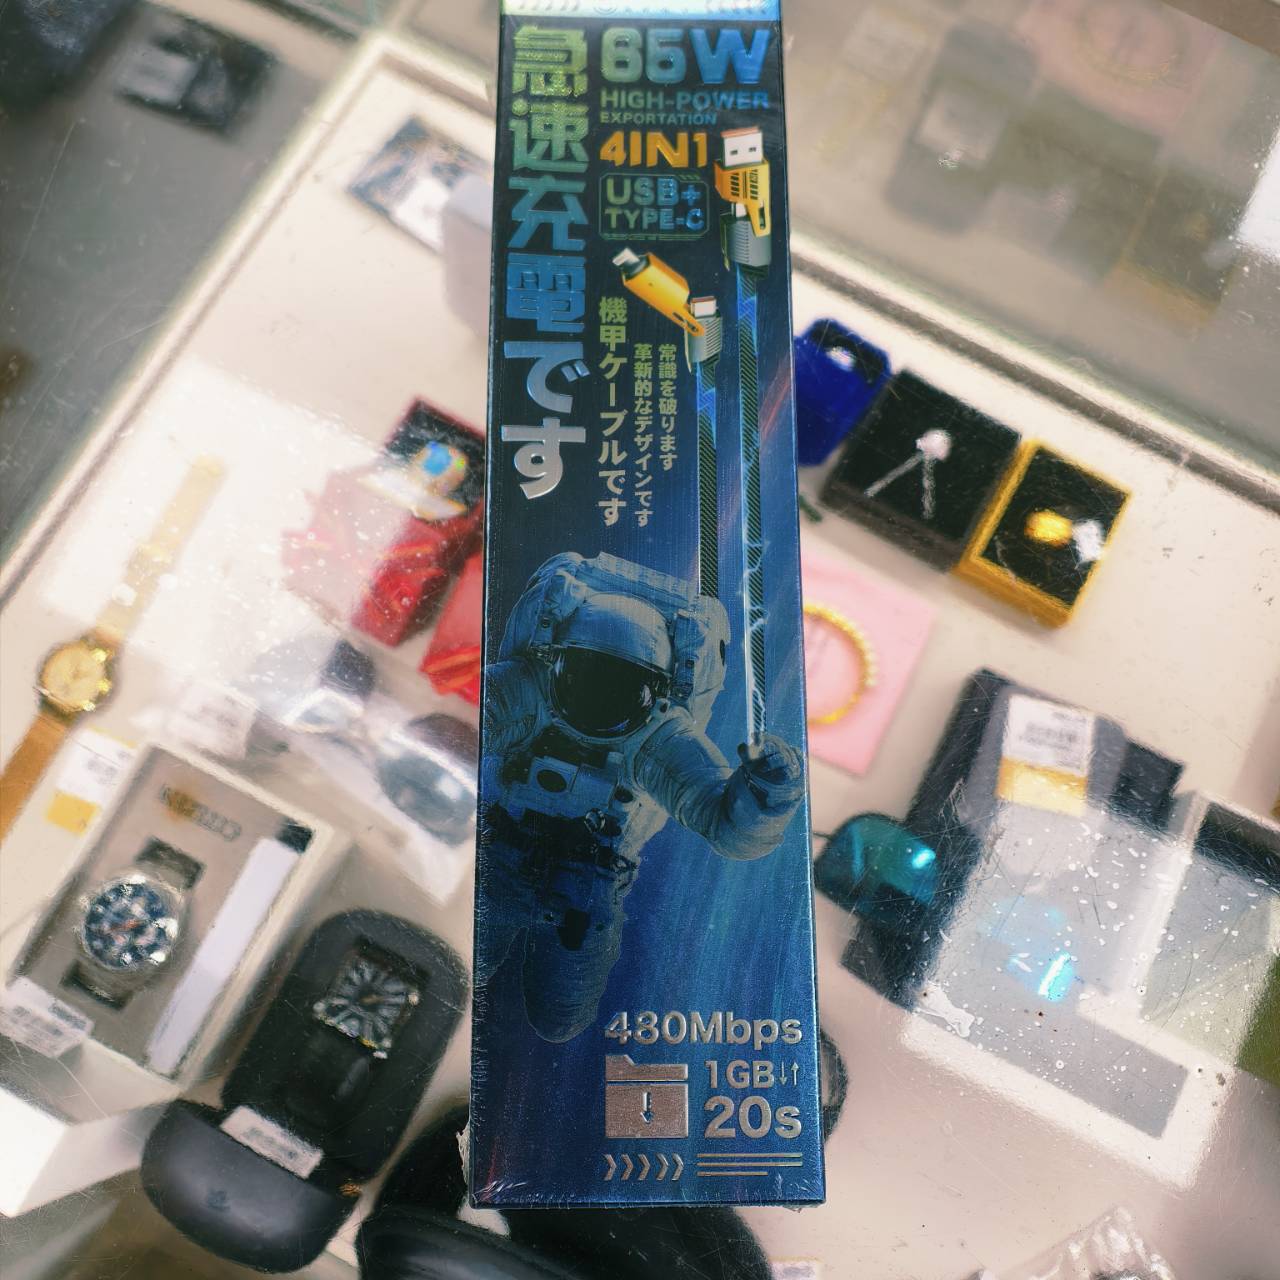 急速充電です
65W
HIGH-POWER
EXPORTATION
4IN1
USB+
TYPE-C
常識を破ります
革新的なデザインです
機甲ケーブルです
480Mbps
1GB↓↑
20s
CITIZEN